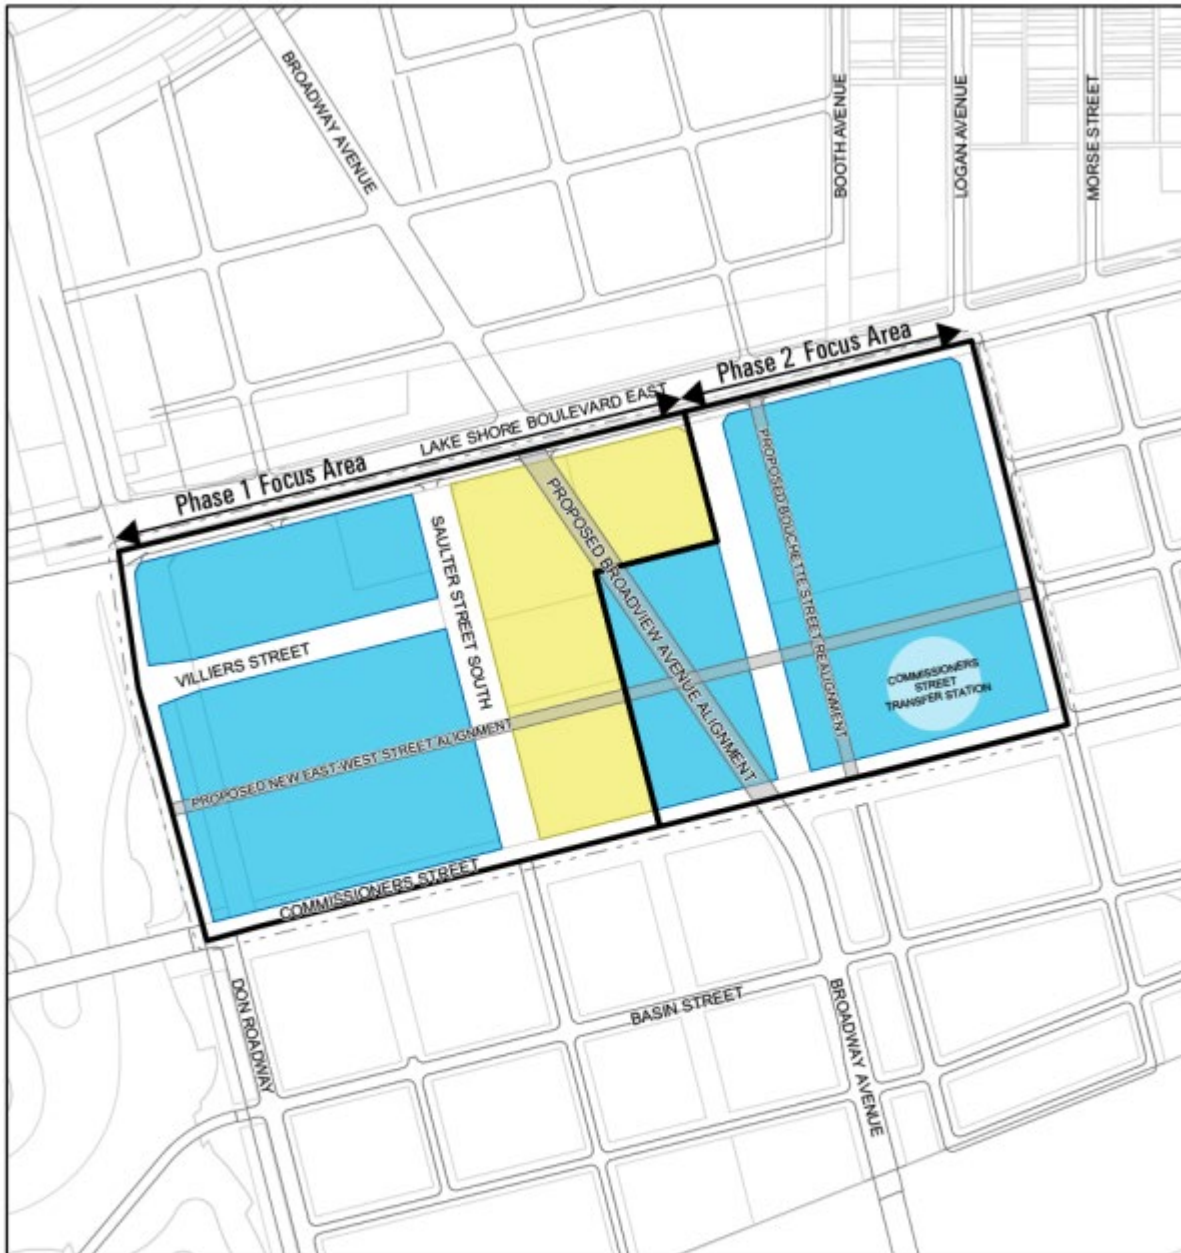 BROADWAY AVENUE
BOOTH AVENUE
LOGAN AVENUE
MORSE STREET
Phase 2 Focus Area
LAKE SHORE BOULEVARD EAST
Phase 1 Focus Area
PROPOSED BROADVIEW AVENUE ALIGNMENT
PROPOSED BOUCHETTE STREET REALIGNMENT
SAULTER STREET SOUTH
VILLIERS STREET
COMMISSIONERS
STREET
TRANSFER STATION
PROPOSED NEW EAST-WEST STREET ALIGNMENT
COMMISSIONERS STREET
DON ROADWAY
BASIN STREET
BROADWAY AVENUE